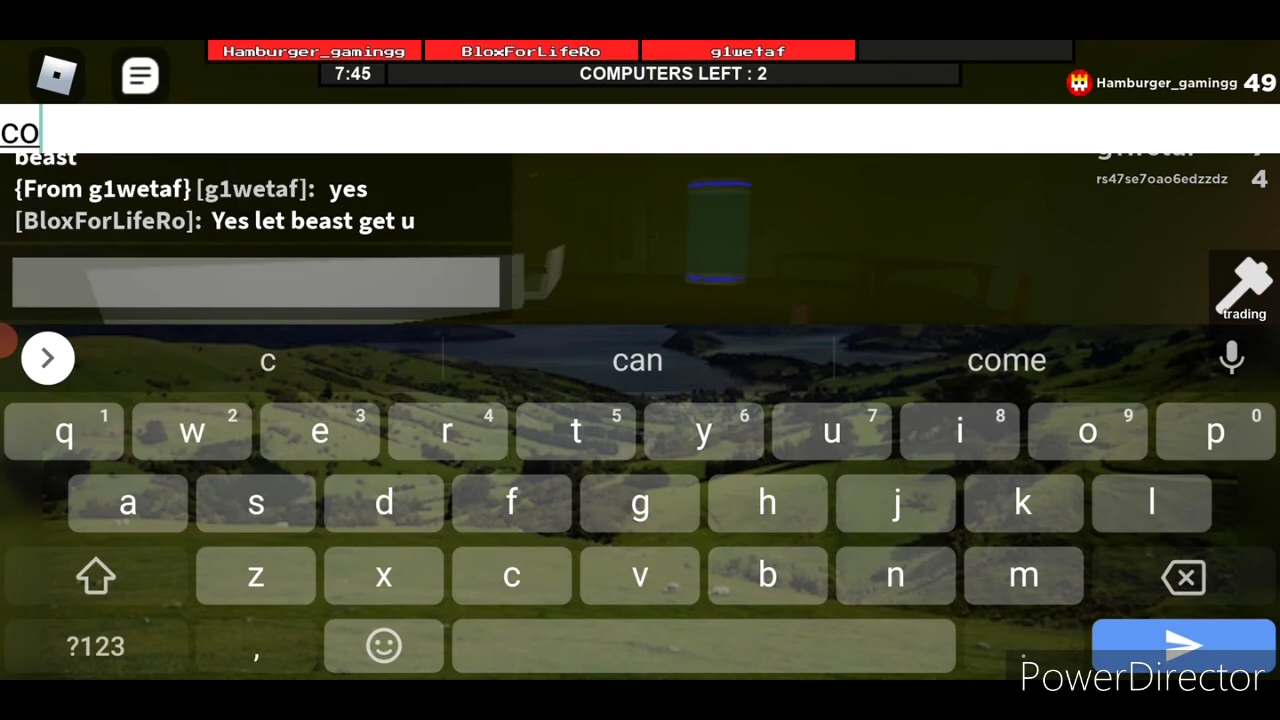 Hamburger_gamingg BloxForLifeRo g1wetaf
7:45 COMPUTERS LEFT : 2
Hamburger_gamingg 49
co
beast
g1wetaf
rs47se7oao6edzzdz 4
{From g1wetaf} [g1wetaf]: yes
[BloxForLifeRo]: Yes let beast get u
trading
c can come
q 1 w 2 e 3 r 4 t 5 y 6 u 7 i 8 o 9 p 0
a s d f g h j k l
z x c v b n m
?123 , .
PowerDirector